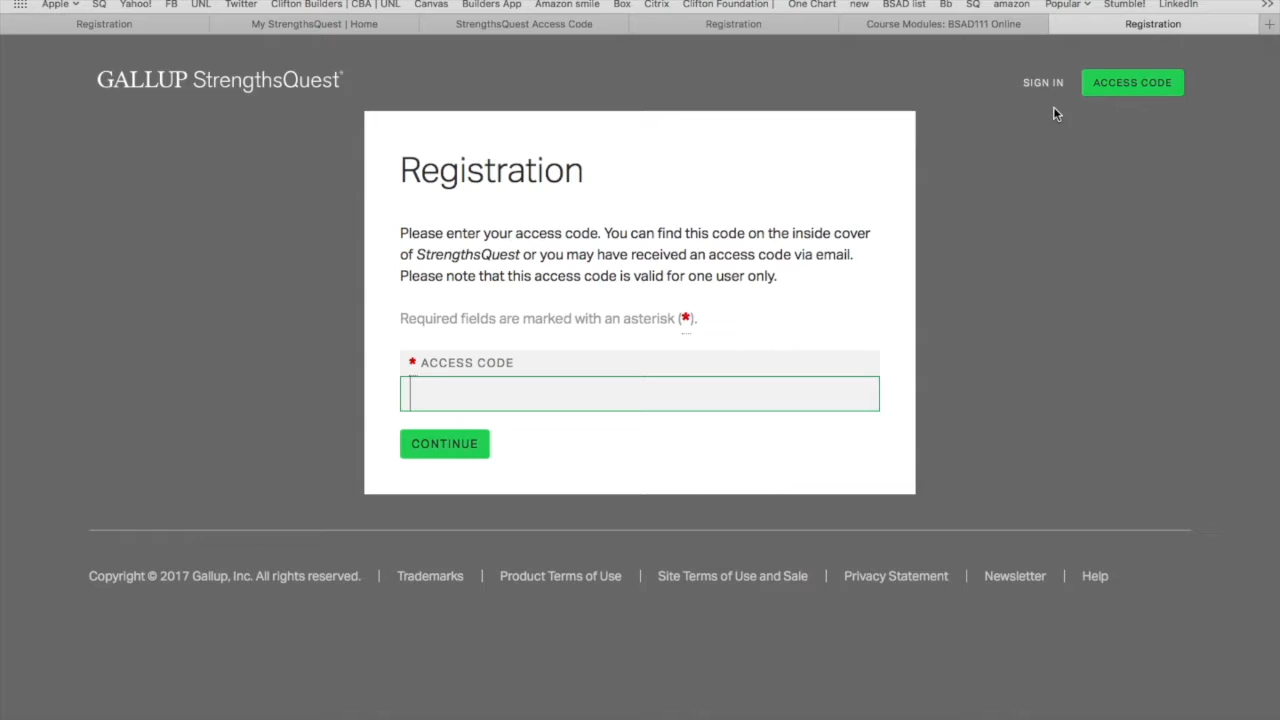 Apple SQ Yahoo! FB UNL Twitter Clifton Builders | CBA | UNL Canvas Builders App Amazon smile Box Citrix Clifton Foundation | One Chart new BSAD list Bb SQ amazon Popular Stumble! LinkedIn >>
Registration My StrengthsQuest | Home StrengthsQuest Access Code Registration Course Modules: BSAD111 Online Registration +
GALLUP StrengthsQuest® SIGN IN ACCESS CODE
Registration
Please enter your access code. You can find this code on the inside cover
of StrengthsQuest or you may have received an access code via email.
Please note that this access code is valid for one user only.
Required fields are marked with an asterisk (*).
* ACCESS CODE
CONTINUE
Copyright © 2017 Gallup, Inc. All rights reserved. | Trademarks | Product Terms of Use | Site Terms of Use and Sale | Privacy Statement | Newsletter | Help